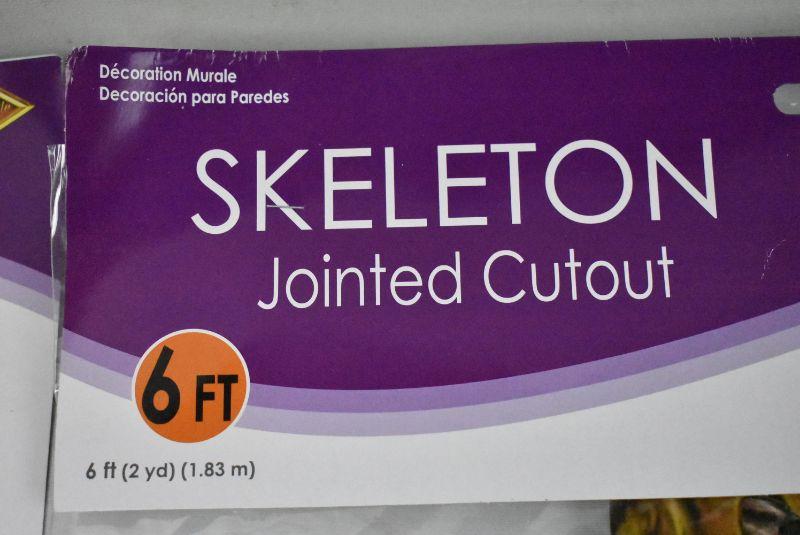 Décoration Murale
Decoración para Paredes
SKELETON
Jointed Cutout
6 FT
6 ft (2 yd) (1.83 m)